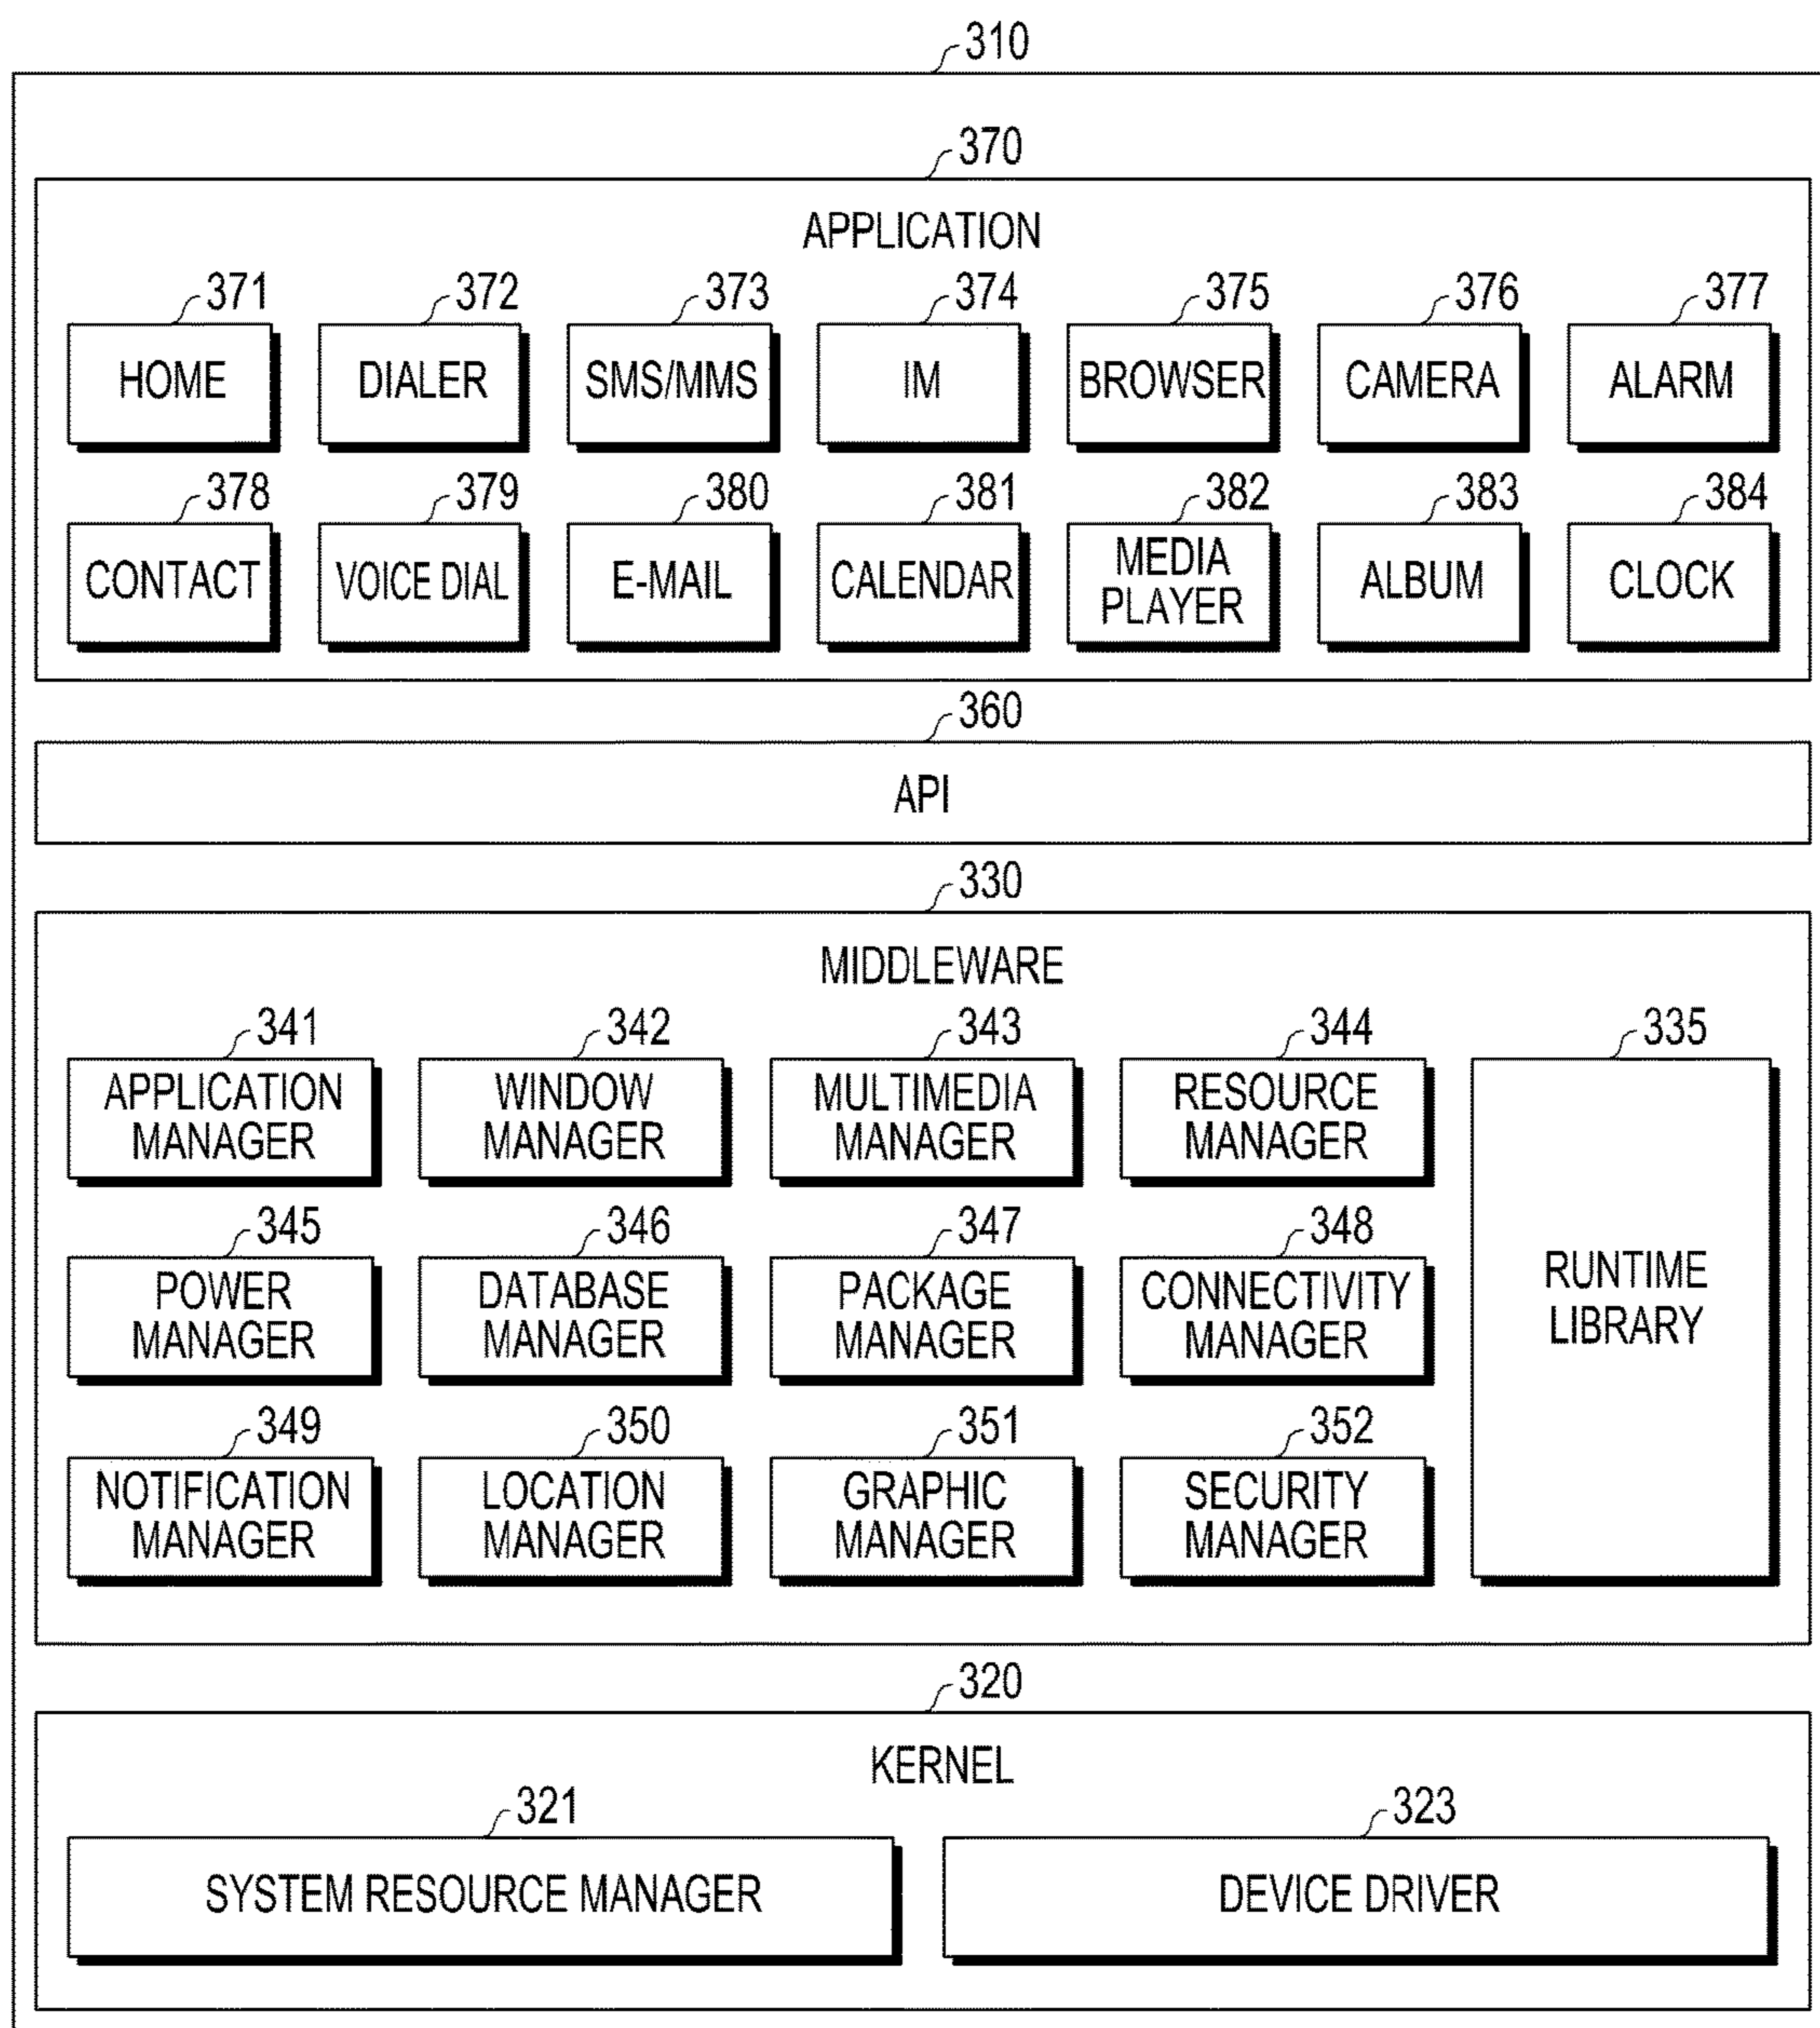 310
370
APPLICATION
371 372 373 374 375 376 377
HOME DIALER SMS/MMS IM BROWSER CAMERA ALARM
378 379 380 381 382 383 384
CONTACT VOICE DIAL E-MAIL CALENDAR MEDIA PLAYER ALBUM CLOCK
360
API
330
MIDDLEWARE
341 342 343 344 335
APPLICATION MANAGER WINDOW MANAGER MULTIMEDIA MANAGER RESOURCE MANAGER
345 346 347 348
POWER MANAGER DATABASE MANAGER PACKAGE MANAGER CONNECTIVITY MANAGER
RUNTIME LIBRARY
349 350 351 352
NOTIFICATION MANAGER LOCATION MANAGER GRAPHIC MANAGER SECURITY MANAGER
320
KERNEL
321 323
SYSTEM RESOURCE MANAGER DEVICE DRIVER